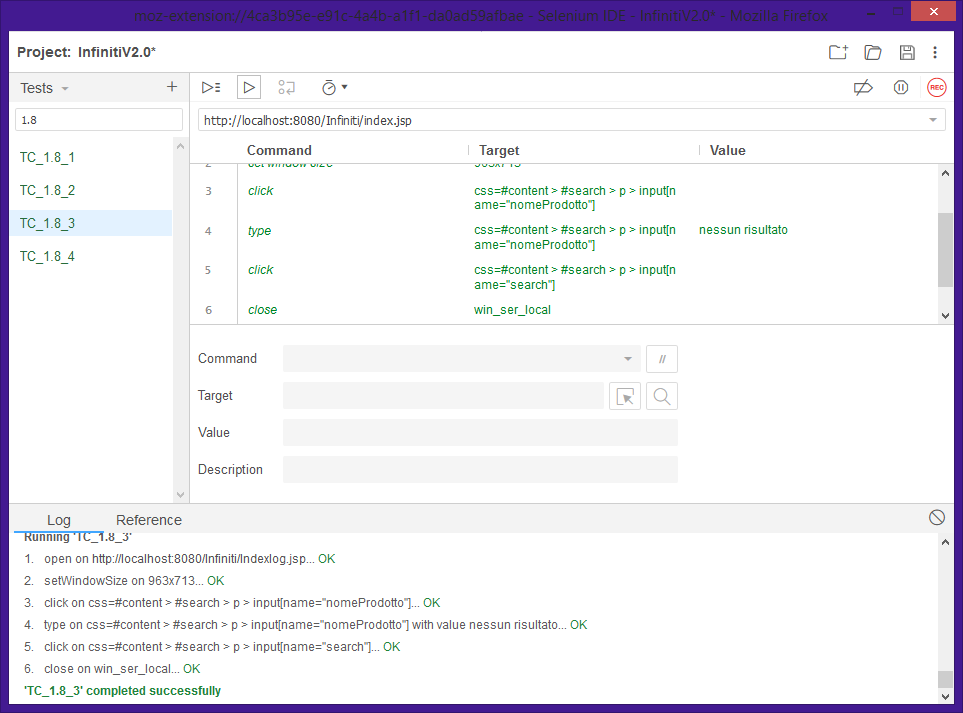 moz-extension://4ca3b95e-e91c-4a4b-a1f1-da0ad59afbae - Selenium IDE - InfinitiV2.0* - Mozilla Firefox
Project: InfinitiV2.0*
Tests
+
REC
1.8
http://localhost:8080/Infiniti/index.jsp
TC_1.8_1
TC_1.8_2
TC_1.8_3
TC_1.8_4
Command Target Value
2 set window size 963x713
3 click css=#content > #search > p > input[n
ame="nomeProdotto"]
4 type css=#content > #search > p > input[n nessun risultato
ame="nomeProdotto"]
5 click css=#content > #search > p > input[n
ame="search"]
6 close win_ser_local
Command
//
Target
Value
Description
Log Reference
Running 'TC_1.8_3'
1. open on http://localhost:8080/Infiniti/Indexlog.jsp... OK
2. setWindowSize on 963x713... OK
3. click on css=#content > #search > p > input[name="nomeProdotto"]... OK
4. type on css=#content > #search > p > input[name="nomeProdotto"] with value nessun risultato... OK
5. click on css=#content > #search > p > input[name="search"]... OK
6. close on win_ser_local... OK
'TC_1.8_3' completed successfully